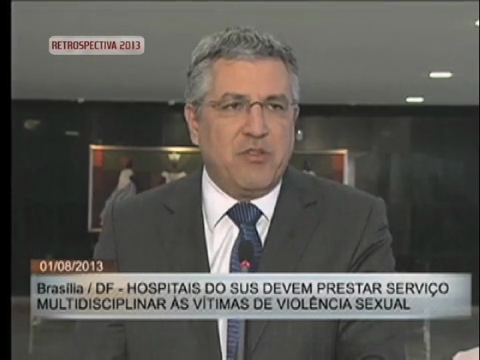 RETROSPECTIVA 2013
01/08/2013
Brasília / DF - HOSPITAIS DO SUS DEVEM PRESTAR SERVIÇO
MULTIDISCIPLINAR ÀS VÍTIMAS DE VIOLÊNCIA SEXUAL